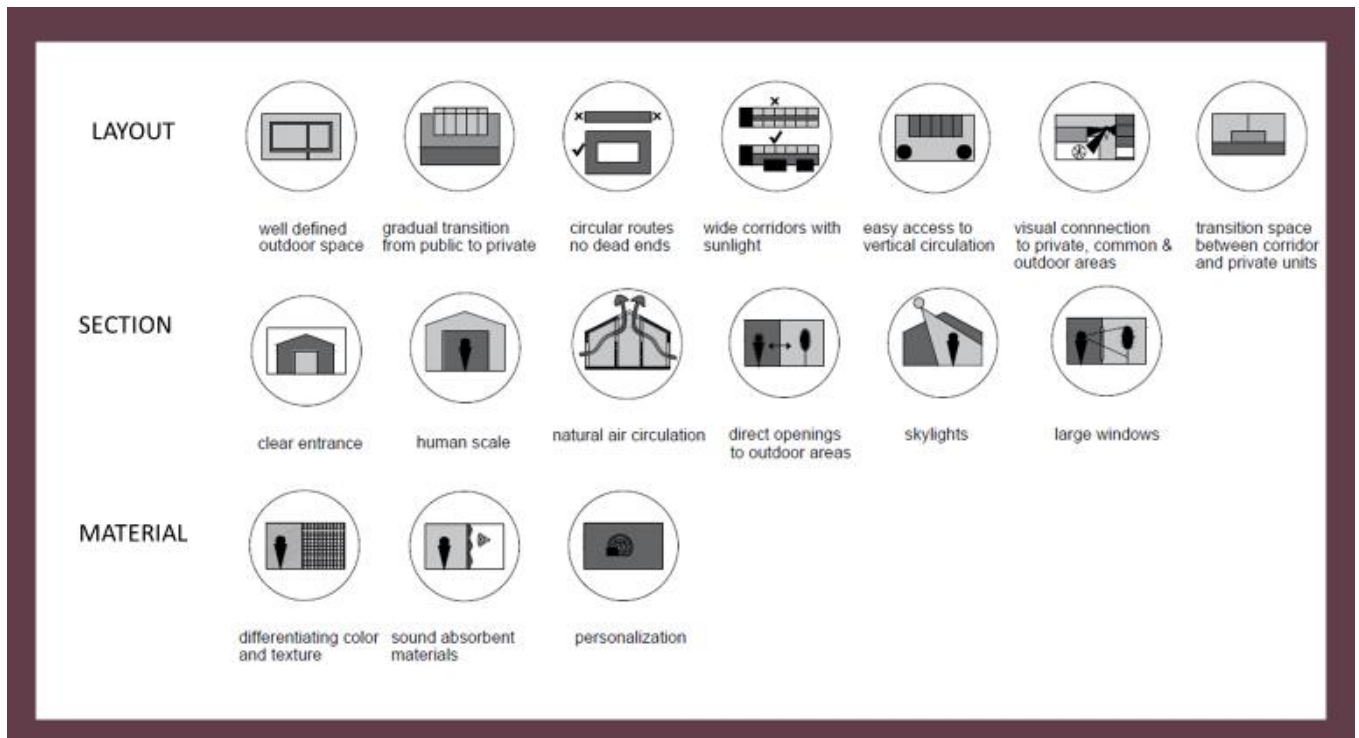 LAYOUT
well defined
outdoor space
gradual transition
from public to private
circular routes
no dead ends
wide corridors with
sunlight
easy access to
vertical circulation
visual connnection
to private, common &
outdoor areas
transition space
between corridor
and private units
SECTION
clear entrance
human scale
natural air circulation
direct openings
to outdoor areas
skylights
large windows
MATERIAL
differentiating color
and texture
sound absorbent
materials
personalization